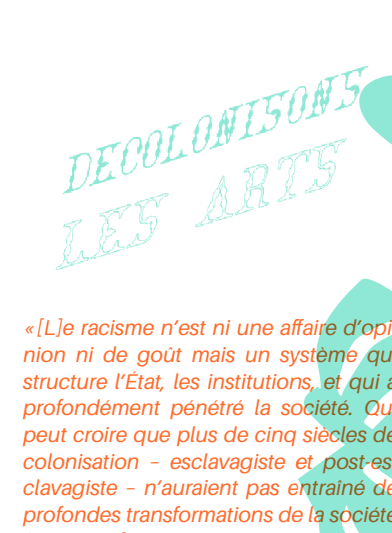 DECOLONISONS
LES ARTS
«[L]e racisme n'est ni une affaire d'opi
nion ni de goût mais un système qu
structure l'État, les institutions, et qui a
profondément pénétré la société. Qu
peut croire que plus de cinq siècles de
colonisation – esclavagiste et post-es
clavagiste – n'auraient pas entraîné de
profondes transformations de la société